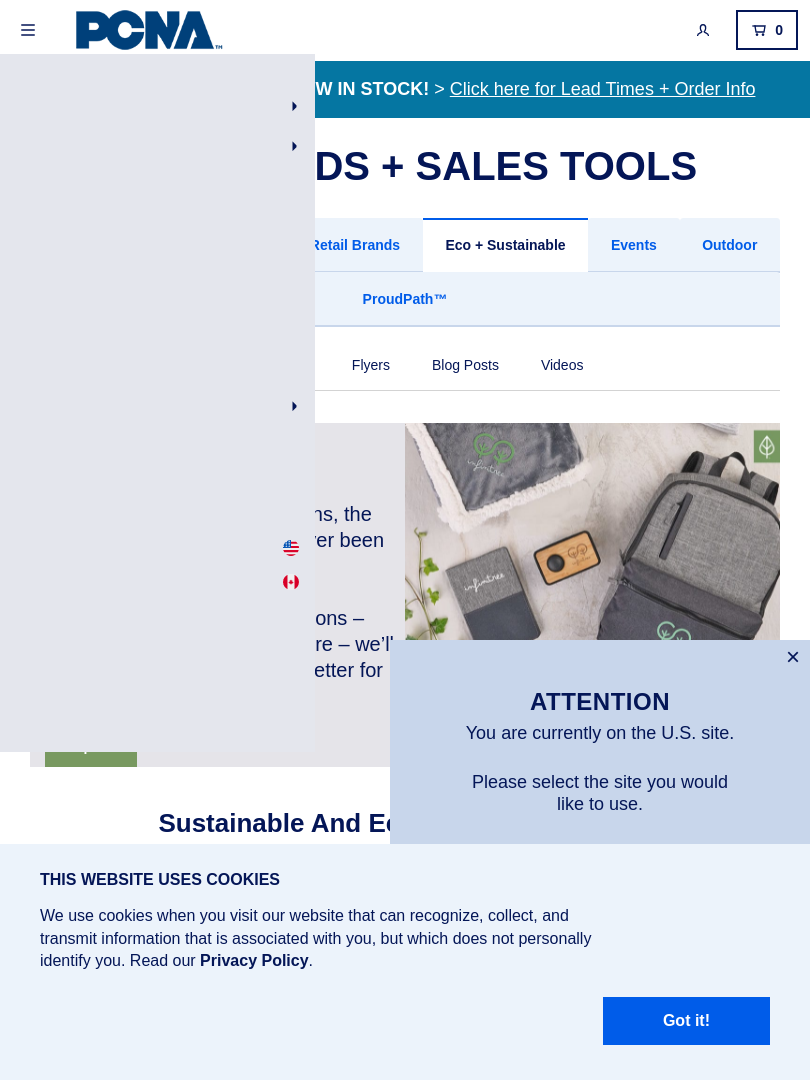 PCNA™
0
W IN STOCK! > Click here for Lead Times + Order Info
DS + SALES TOOLS
Retail Brands
Eco + Sustainable
Events
Outdoor
ProudPath™
Flyers
Blog Posts
Videos
infinitree
infinitree
ns, the
ver been
ons –
re – we'll
etter for
×
ATTENTION
You are currently on the U.S. site.
Please select the site you would
like to use.
Sustainable And Ec
THIS WEBSITE USES COOKIES
We use cookies when you visit our website that can recognize, collect, and
transmit information that is associated with you, but which does not personally
identify you. Read our Privacy Policy.
Got it!